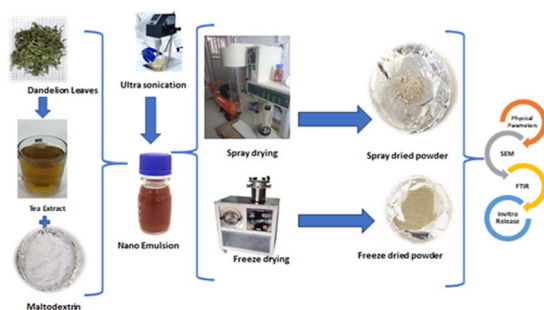 Dandelion Leaves
Tea Extract
+
Maltodextrin
Ultra sonication
Nano Emulsion
Spray drying
Spray dried powder
Freeze drying
Freeze dried powder
Physical
Parameters
SEM
FTIR
Invitro
Release